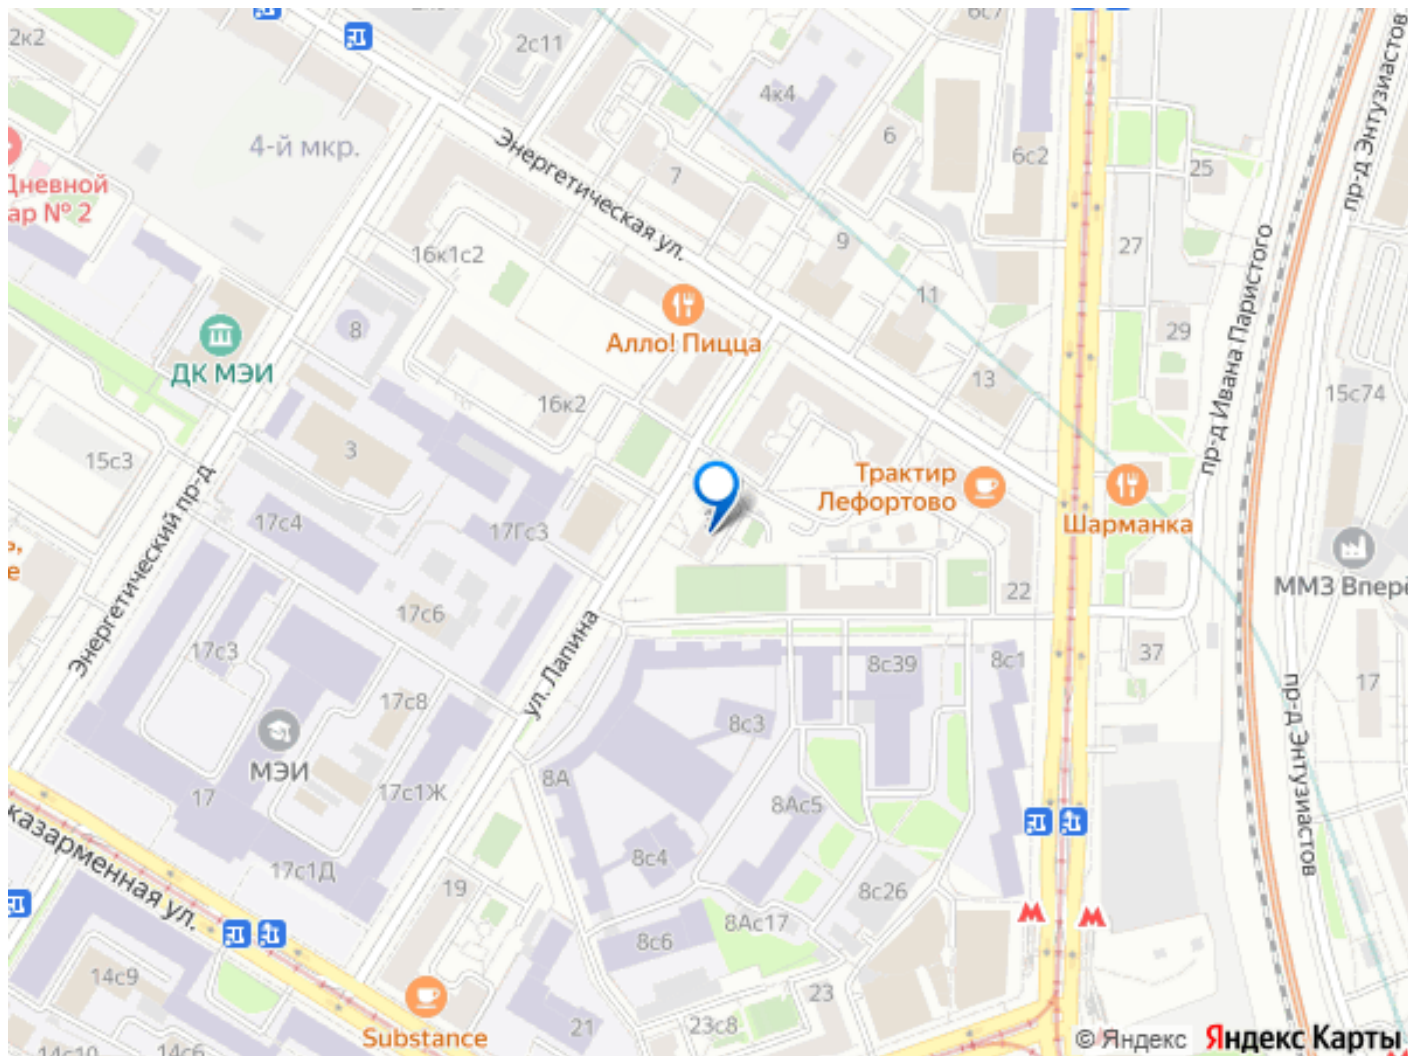 2к2
2с11
6с7
4к4
4-й мкр.
Энергетическая ул.
6
6с2
пр-д Энтузиастов
25
7
Дневной
ар № 2
16к1с2
9
27
11
пр-д Ивана Паристого
8
Алло! Пицца
29
ДК МЭИ
13
15с74
16к2
3
15с3
Трактир
Лефортово
Шарманка
Энергетический пр-д
17с4
17Гс3
ММЗ Вперё
22
17с6
ул. Лапина
17с3
8с39
8с1
37
17
17с8
8с3
пр-д Энтузиастов
МЭИ
8А
17
17с1Ж
8Ас5
казарменная ул.
8с4
17с1Д
19
8с26
8Ас17
8с6
14с9
23
Substance
21
23с8
14с10
14с6
© Яндекс
Яндекс Карты